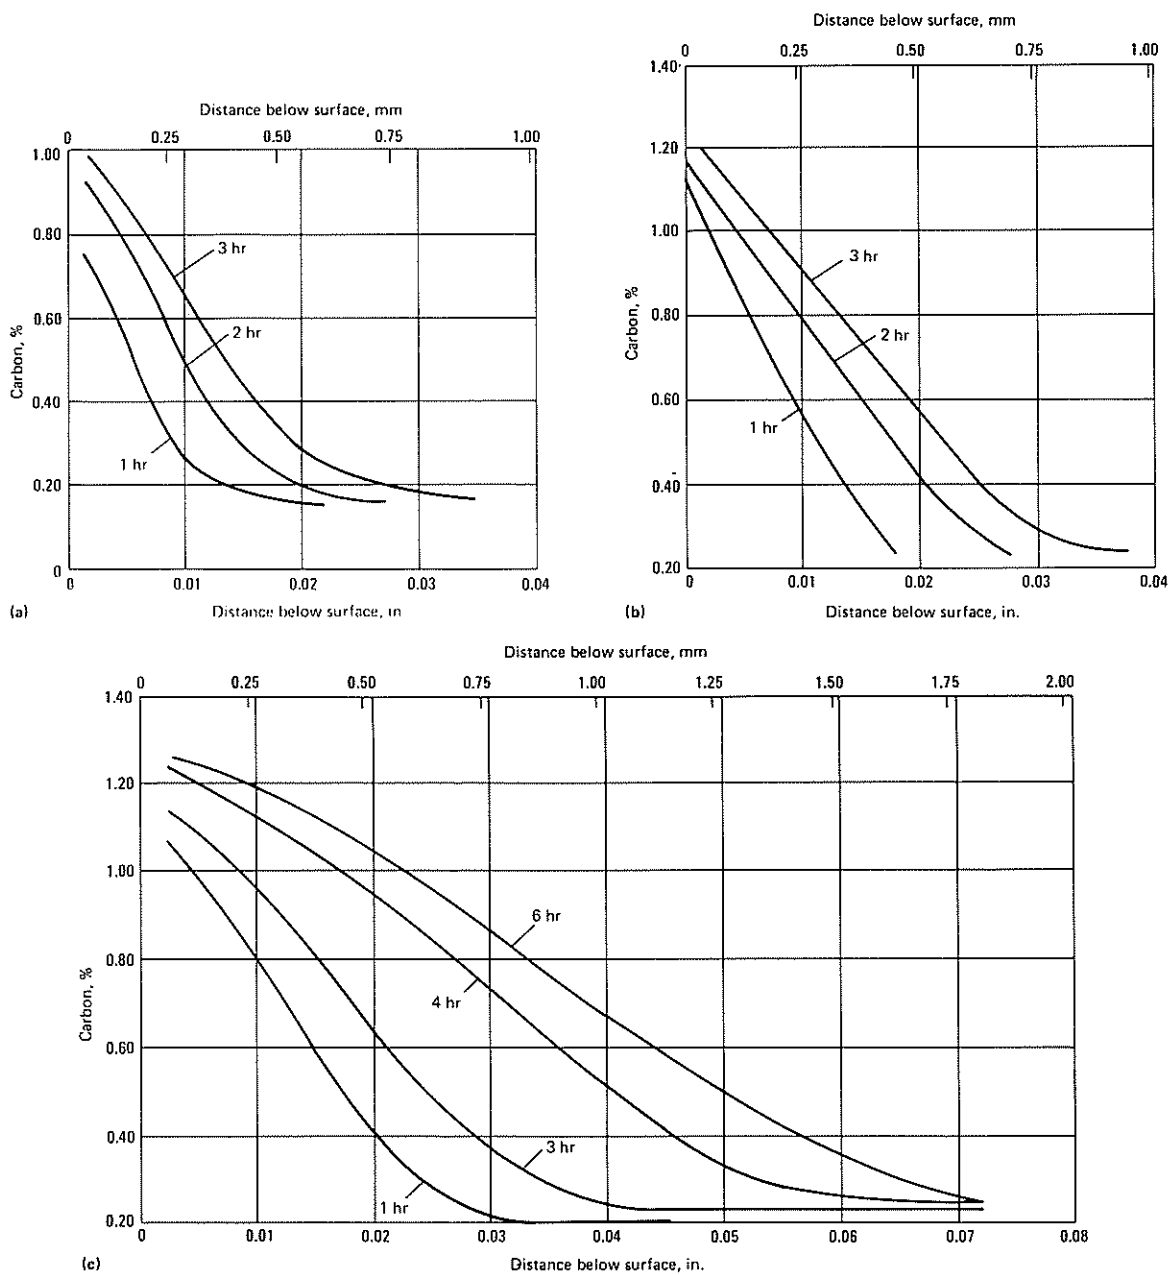 Distance below surface, mm
0 0.25 0.50 0.75 1.00
1.00
0.80
0.60
0.40
0.20
0
Carbon, %
3 hr
2 hr
1 hr
0 0.01 0.02 0.03 0.04
(a)
Distance below surface, in
Distance below surface, mm
0 0.25 0.50 0.75 1.00
1.40
1.20
1.00
0.80
0.60
0.40
0.20
Carbon, %
3 hr
2 hr
1 hr
0 0.01 0.02 0.03 0.04
(b)
Distance below surface, in.
Distance below surface, mm
0 0.25 0.50 0.75 1.00 1.25 1.50 1.75 2.00
1.40
1.20
1.00
0.80
0.60
0.40
0.20
Carbon, %
6 hr
4 hr
3 hr
1 hr
0 0.01 0.02 0.03 0.04 0.05 0.06 0.07 0.08
(c)
Distance below surface, in.